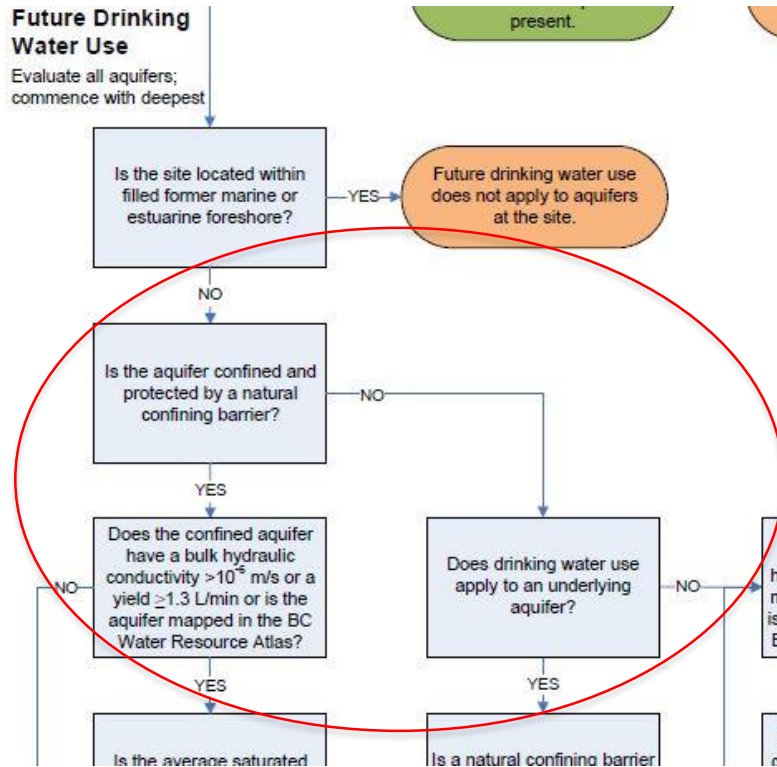 Future Drinking
Water Use
Evaluate all aquifers;
commence with deepest
present.
Is the site located within
filled former marine or
estuarine foreshore?
YES
Future drinking water use
does not apply to aquifers
at the site.
NO
Is the aquifer confined and
protected by a natural
confining barrier?
NO
YES
Does the confined aquifer
have a bulk hydraulic
conductivity >10⁻⁶ m/s or a
yield ≥1.3 L/min or is the
aquifer mapped in the BC
Water Resource Atlas?
NO
Does drinking water use
apply to an underlying
aquifer?
NO
YES
YES
Is the average saturated
Is a natural confining barrier